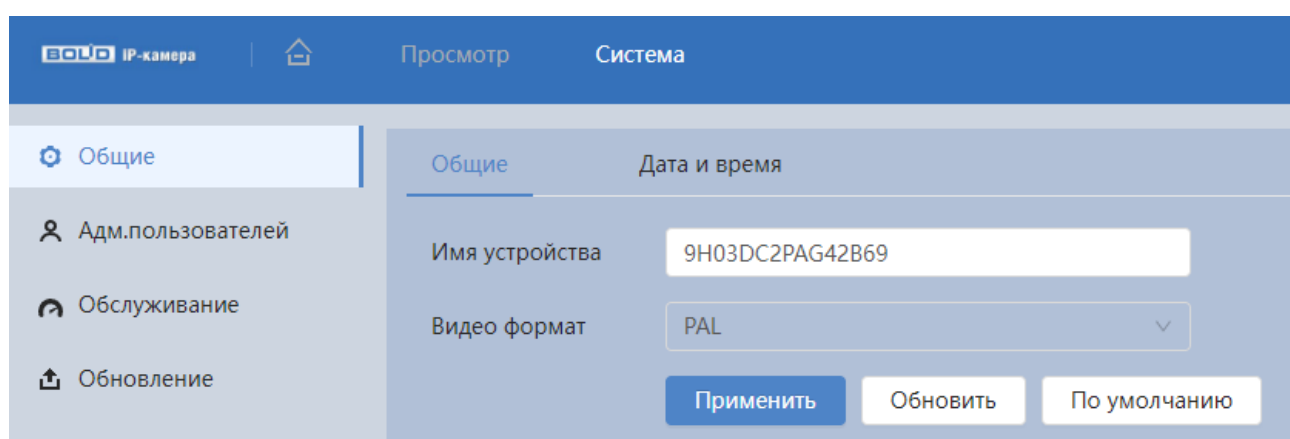 BOLID IP-камера Просмотр Система
Общие
Адм.пользователей
Обслуживание
Обновление
Общие Дата и время
Имя устройства 9H03DC2PAG42B69
Видео формат PAL
Применить Обновить По умолчанию